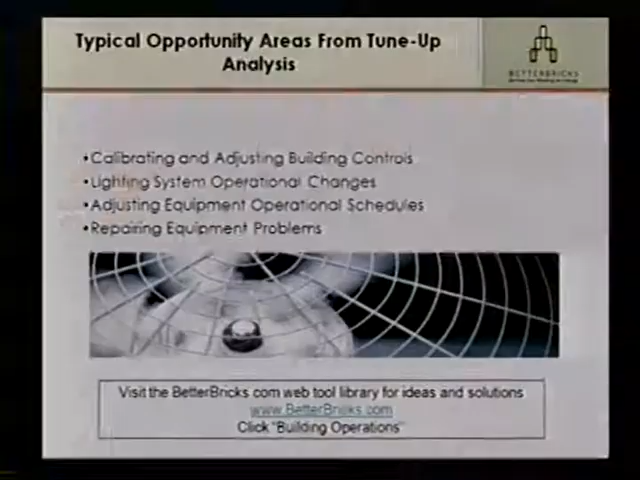 Typical Opportunity Areas From Tune-Up
Analysis
BETTERBRICKS
•Calibrating and Adjusting Building Controls
•Lighting System Operational Changes
•Adjusting Equipment Operational Schedules
•Repairing Equipment Problems
Visit the BetterBricks.com web tool library for ideas and solutions
www.BetterBricks.com
Click "Building Operations"